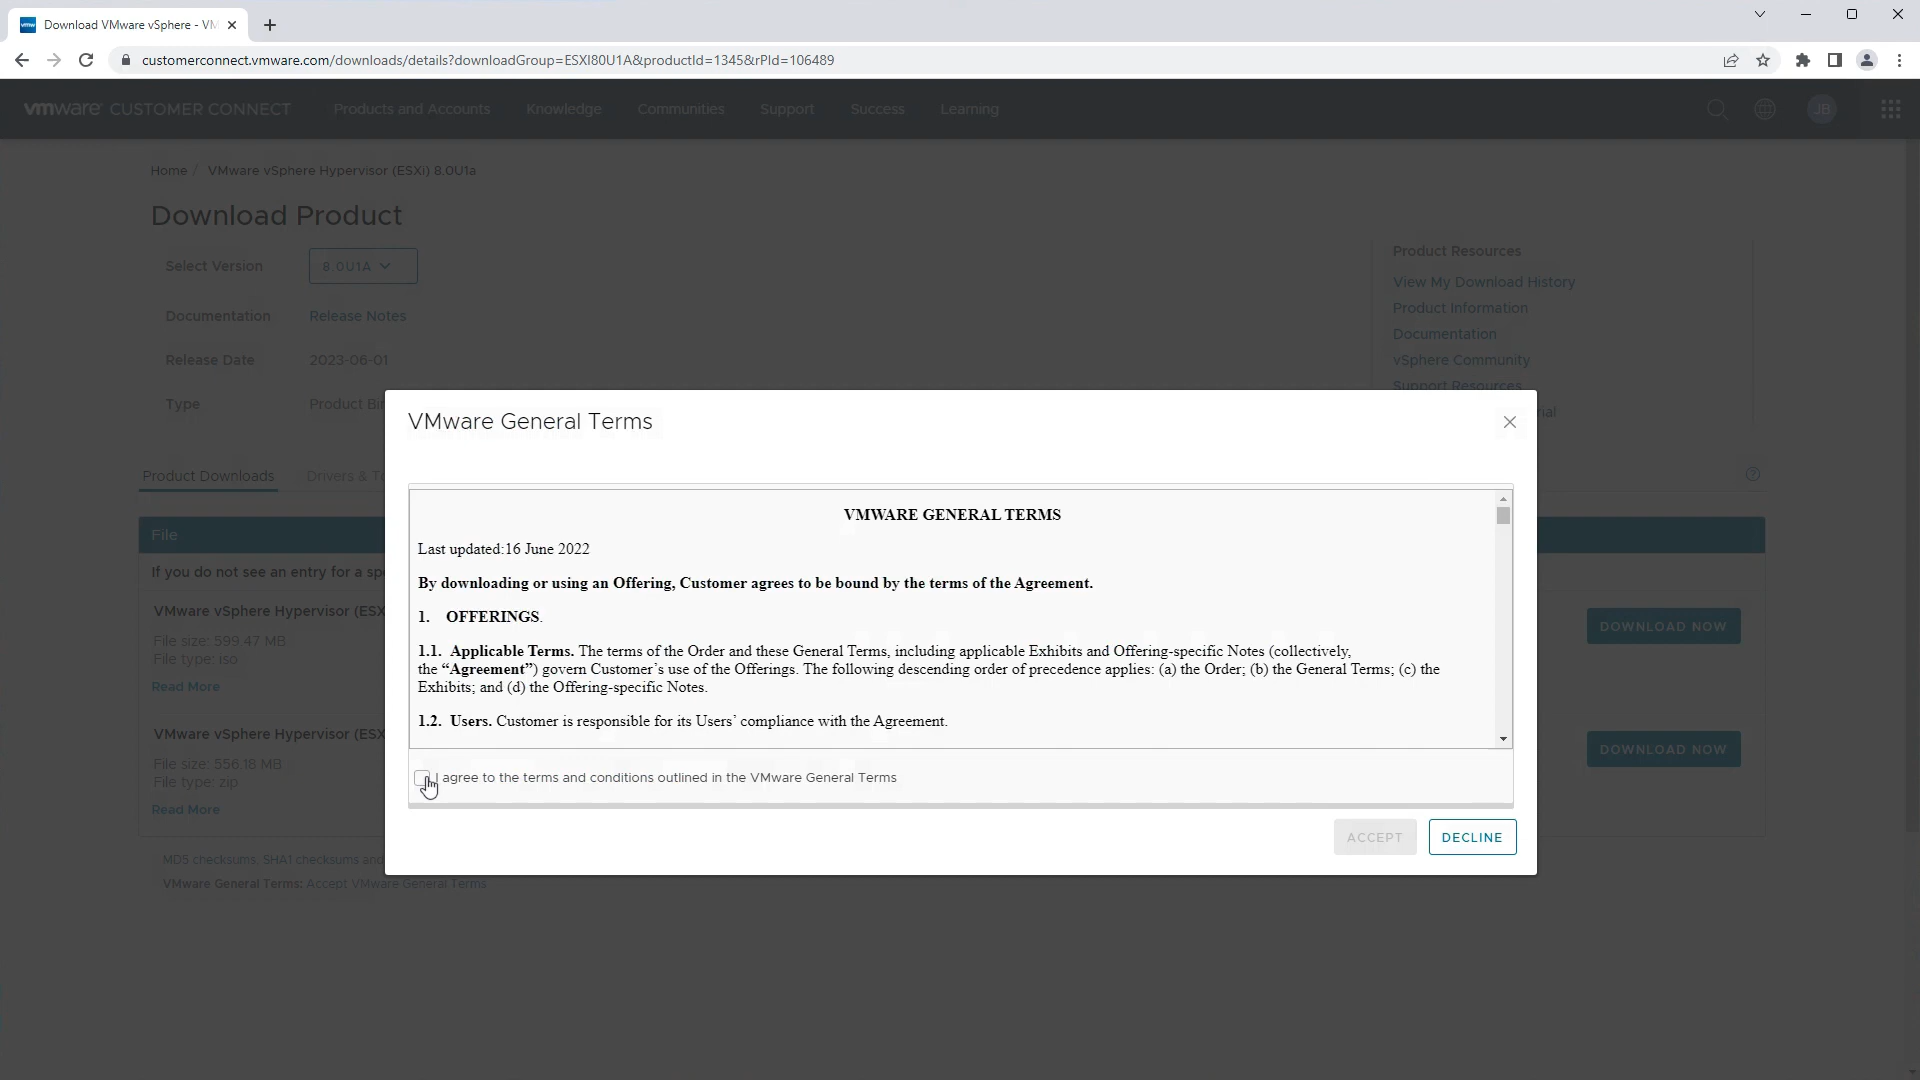 Download VMware vSphere - VM
customerconnect.vmware.com/downloads/details?downloadGroup=ESXI80U1A&productId=1345&rPId=106489
vmware CUSTOMER CONNECT Products and Accounts Knowledge Communities Support Success Learning JB
Home / VMware vSphere Hypervisor (ESXi) 8.0U1a
Download Product
Select Version 8.0U1A
Documentation Release Notes
Release Date 2023-06-01
Type Product Bi
Product Resources
View My Download History
Product Information
Documentation
vSphere Community
Support Resources
Product Downloads Drivers & T
File
If you do not see an entry for a sp
VMware vSphere Hypervisor (ESX
File size: 599.47 MB
File type: iso
Read More
DOWNLOAD NOW
VMware vSphere Hypervisor (ESX
File size: 556.18 MB
File type: zip
Read More
DOWNLOAD NOW
MD5 checksums, SHA1 checksums and
VMware General Terms: Accept VMware General Terms
VMware General Terms
VMWARE GENERAL TERMS
Last updated:16 June 2022
By downloading or using an Offering, Customer agrees to be bound by the terms of the Agreement.
1. OFFERINGS.
1.1. Applicable Terms. The terms of the Order and these General Terms, including applicable Exhibits and Offering-specific Notes (collectively,
the “Agreement”) govern Customer’s use of the Offerings. The following descending order of precedence applies: (a) the Order; (b) the General Terms; (c) the
Exhibits; and (d) the Offering-specific Notes.
1.2. Users. Customer is responsible for its Users’ compliance with the Agreement.
I agree to the terms and conditions outlined in the VMware General Terms
ACCEPT DECLINE